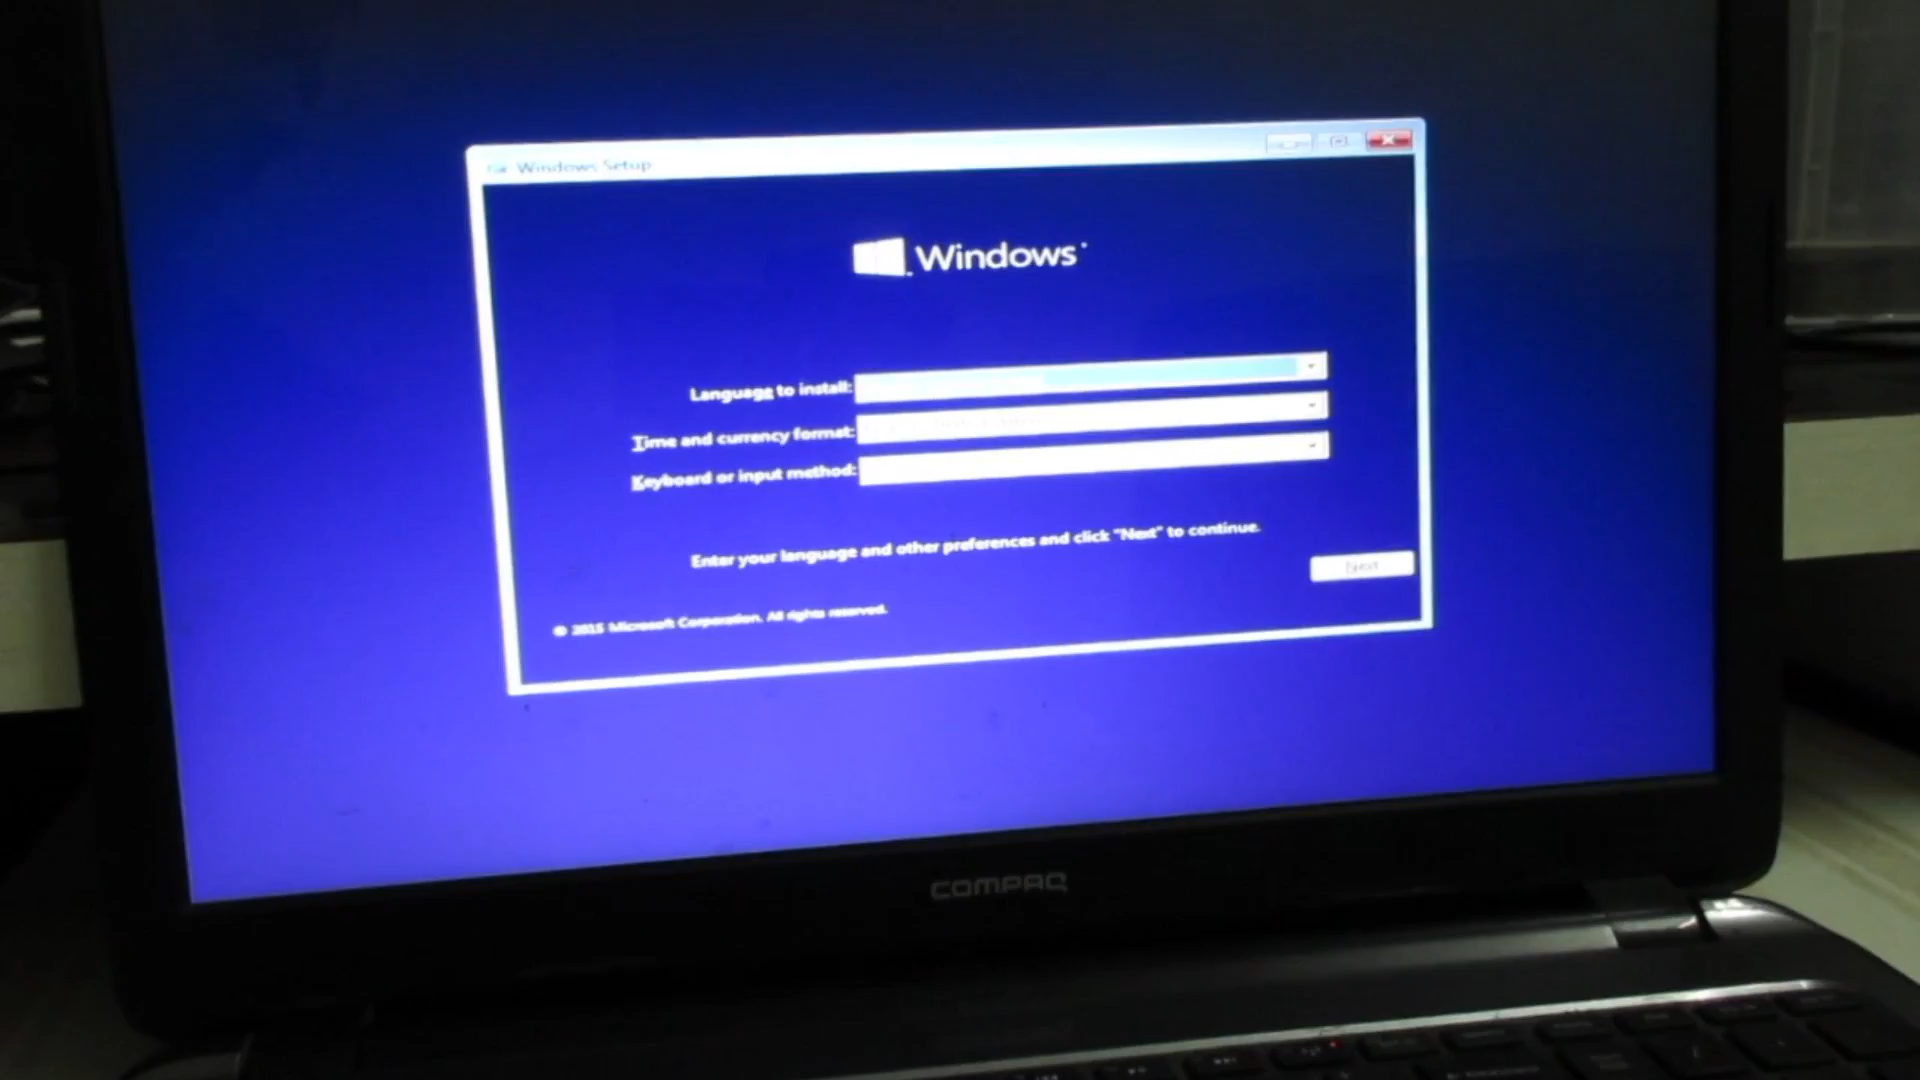 Windows Setup
Windows
Language to install:
Time and currency format:
Keyboard or input method:
Enter your language and other preferences and click "Next" to continue.
Next
© 2015 Microsoft Corporation. All rights reserved.
COMPAQ